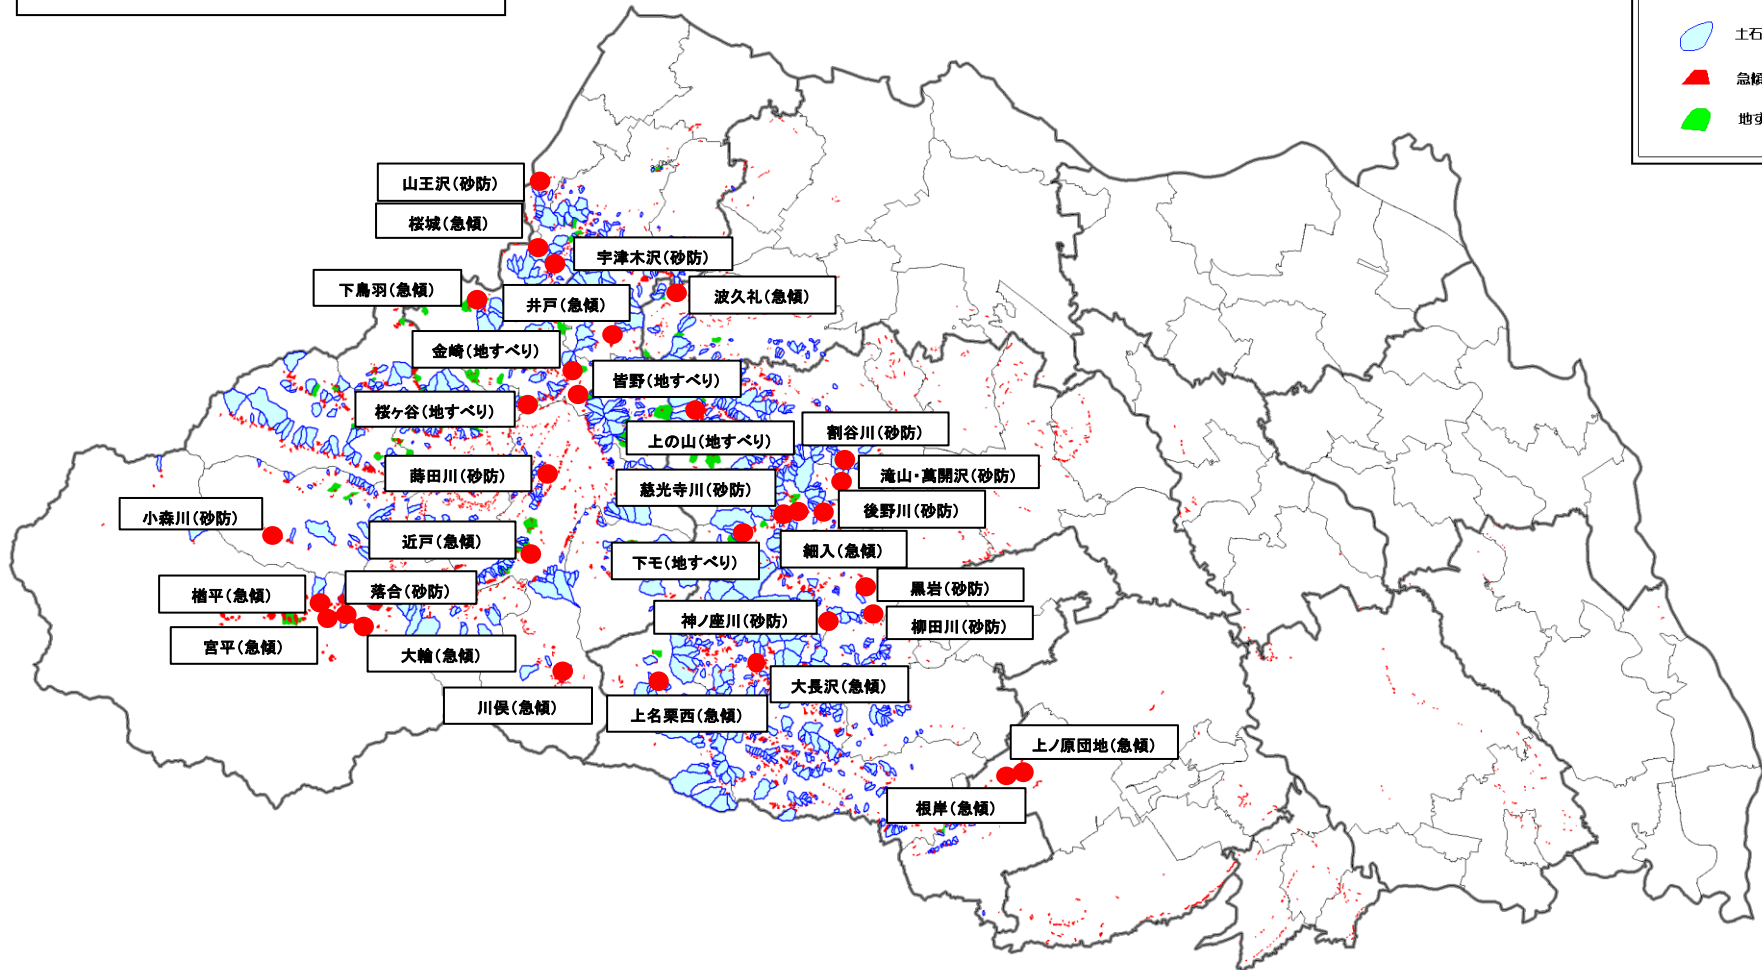 土石
急傾
地す
山王沢(砂防)
桜城(急傾)
宇津木沢(砂防)
下鳥羽(急傾)
井戸(急傾)
波久礼(急傾)
金崎(地すべり)
皆野(地すべり)
桜ヶ谷(地すべり)
上の山(地すべり)
割谷川(砂防)
蒔田川(砂防)
慈光寺川(砂防)
滝山・萬開沢(砂防)
小森川(砂防)
後野川(砂防)
近戸(急傾)
下モ(地すべり)
細入(急傾)
楢平(急傾)
落合(砂防)
黒岩(砂防)
神ノ座川(砂防)
柳田川(砂防)
宮平(急傾)
大輪(急傾)
大長沢(急傾)
川俣(急傾)
上名栗西(急傾)
上ノ原団地(急傾)
根岸(急傾)